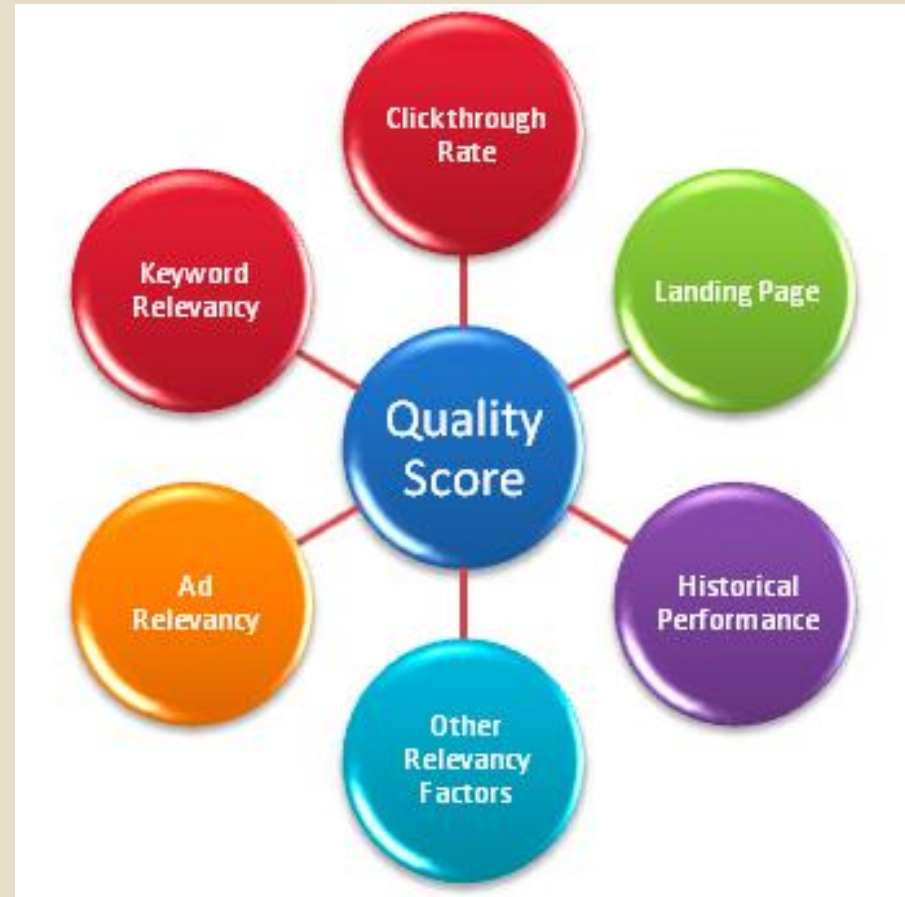 Clickthrough
Rate
Keyword
Relevancy
Landing Page
Quality
Score
Ad
Relevancy
Historical
Performance
Other
Relevancy
Factors